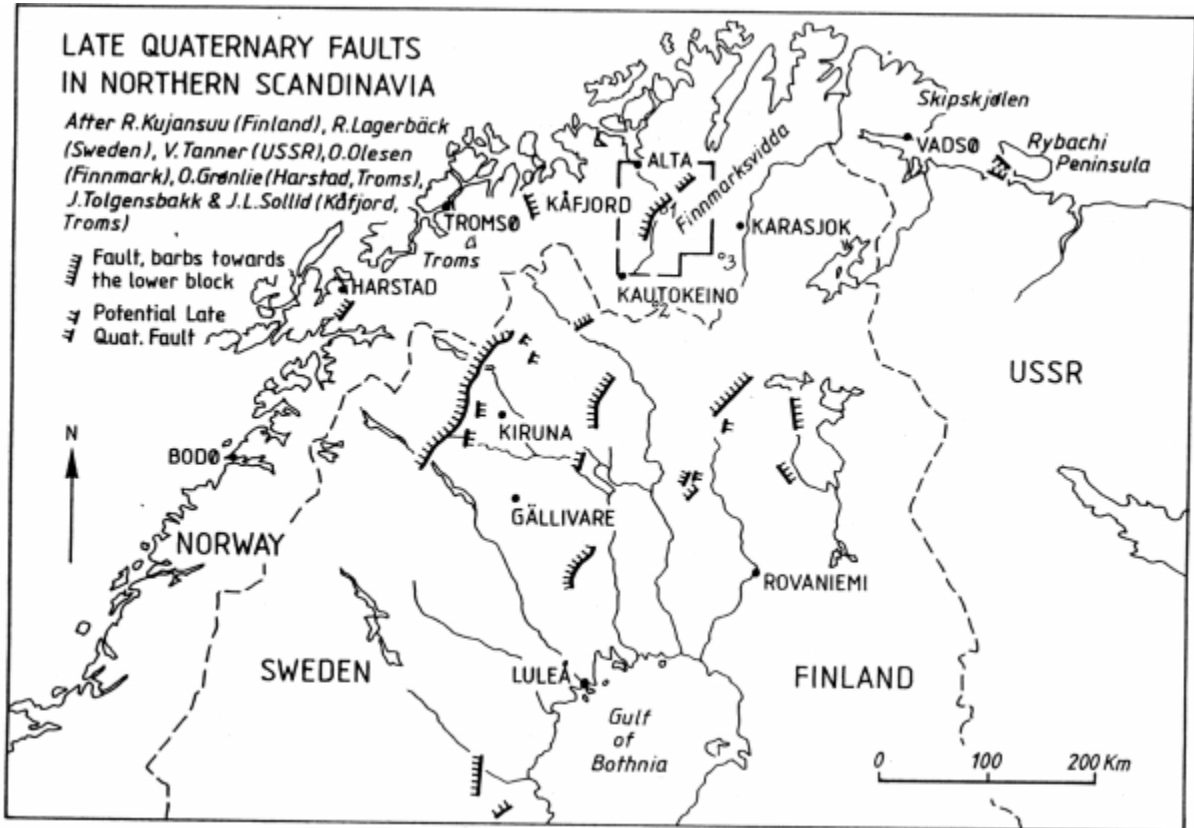 LATE QUATERNARY FAULTS
IN NORTHERN SCANDINAVIA
After R.Kujansuu (Finland), R.Lagerbäck
(Sweden), V.Tanner (USSR), O.Olesen
(Finnmark), O.Grønlie (Harstad, Troms),
J.Tolgensbakk & J.L.Sollid (Kåfjord,
Troms)
Fault, barbs towards
the lower block
Potential Late
Quat. Fault
N
Skipskjølen
VADSØ
Rybachi
Peninsula
ALTA
Finnmarksvidda
KÅFJORD
TROMSØ
Troms
KARASJOK
1
3
HARSTAD
KAUTOKEINO
2
USSR
KIRUNA
BODØ
GÄLLIVARE
NORWAY
ROVANIEMI
SWEDEN
LULEÅ
FINLAND
Gulf
of
Bothnia
0 100 200 Km